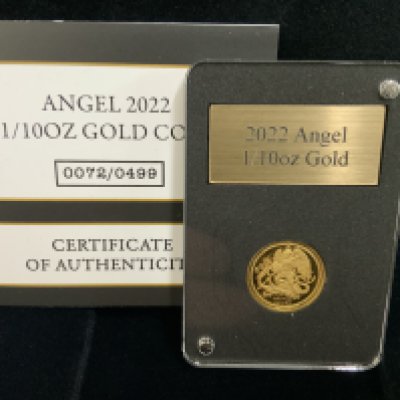 ANGEL 2022
1/10OZ GOLD CO
0072/0499
CERTIFICATE
OF AUTHENTICIT
2022 Angel
1/10oz Gold